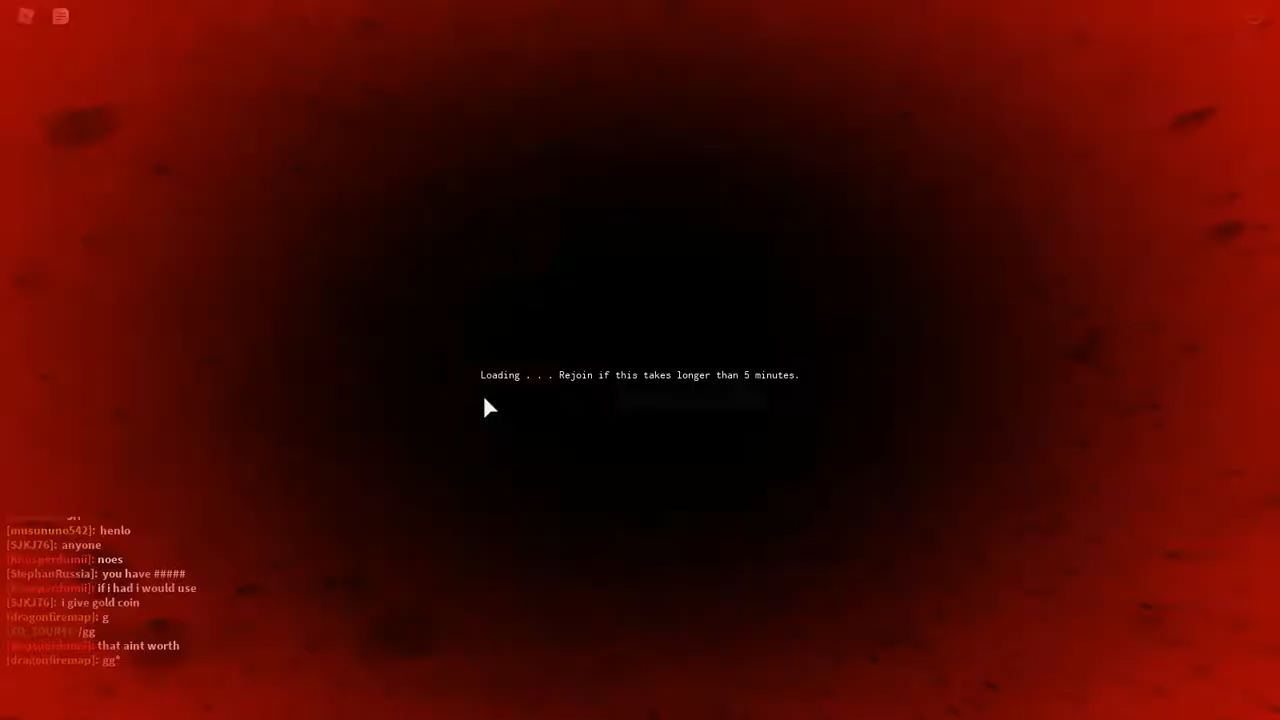 Loading . . . Rejoin if this takes longer than 5 minutes.
[musununo542]: henlo
[SJKJ76]: anyone
noes
[StephanRussia]: you have #####
if i had i would use
[SJKJ76]: i give gold coin
[dragonfiremap]: g
/gg
that aint worth
[dragonfiremap]: gg*